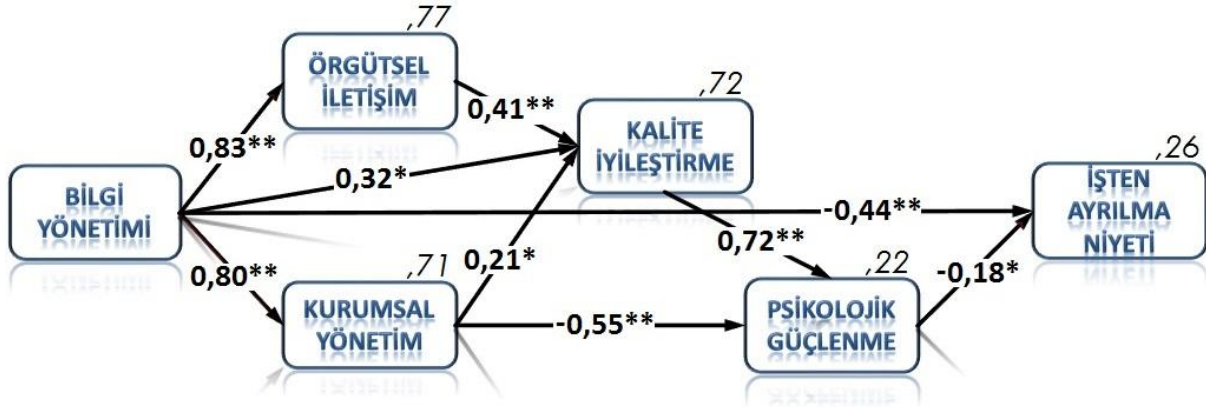 ,77
ÖRGÜTSEL
İLETİŞİM
,72
0,41**
KALİTE
İYİLEŞTİRME
0,83**
,26
0,32*
BİLGİ
YÖNETİMİ
İŞTEN
AYRILMA
NİYETİ
-0,44**
0,72**
0,80**
,71
0,21*
,22
-0,18*
KURUMSAL
YÖNETİM
-0,55**
PSİKOLOJİK
GÜÇLENME